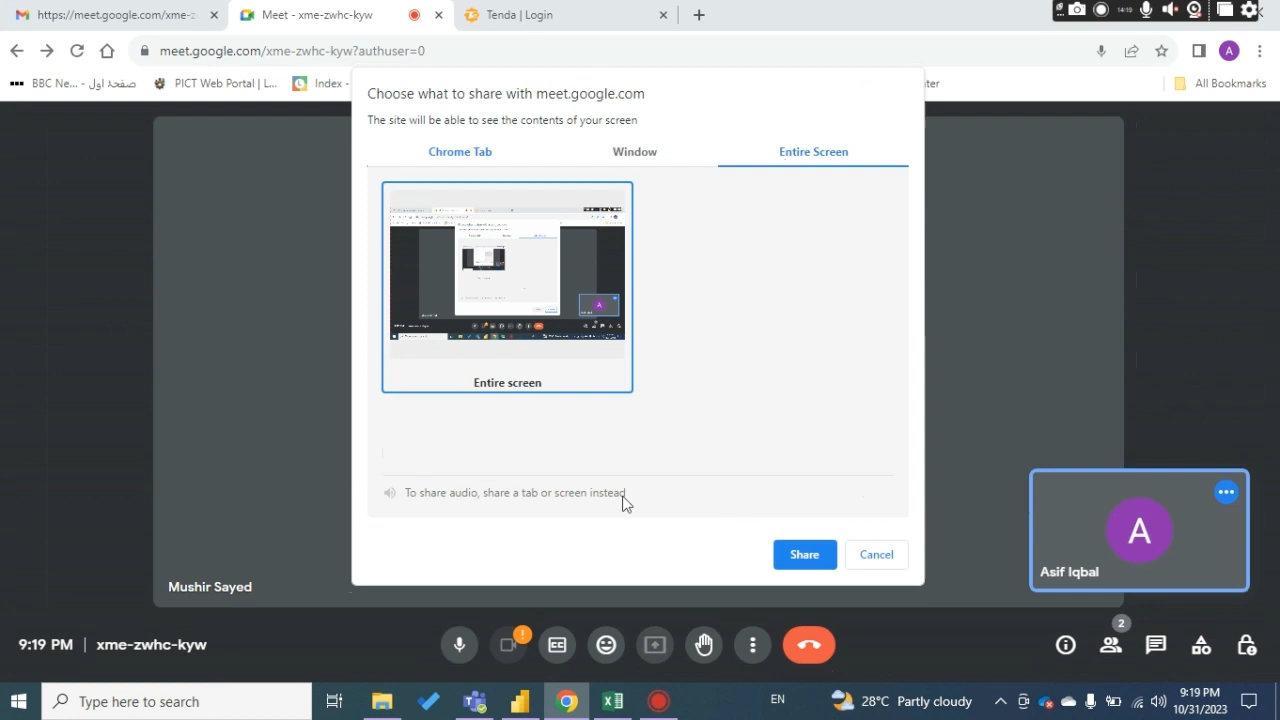 https://meet.google.com/xme-z
Meet - xme-zwhc-kyw
Tenda | Login
14:19
meet.google.com/xme-zwhc-kyw?authuser=0
A
BBC Ne... - صفحۂ اول
PICT Web Portal | L...
Index -
ter
All Bookmarks
Choose what to share with meet.google.com
The site will be able to see the contents of your screen
Chrome Tab
Window
Entire Screen
Entire screen
To share audio, share a tab or screen instead
Share
Cancel
A
Asif Iqbal
Mushir Sayed
9:19 PM | xme-zwhc-kyw
2
Type here to search
EN
28°C Partly cloudy
9:19 PM
10/31/2023